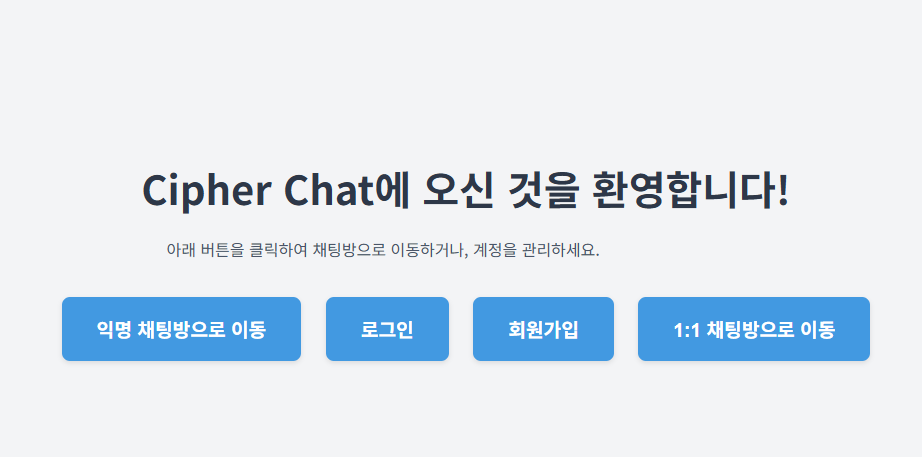 Cipher Chat에 오신 것을 환영합니다!
아래 버튼을 클릭하여 채팅방으로 이동하거나, 계정을 관리하세요.
익명 채팅방으로 이동
로그인
회원가입
1:1 채팅방으로 이동